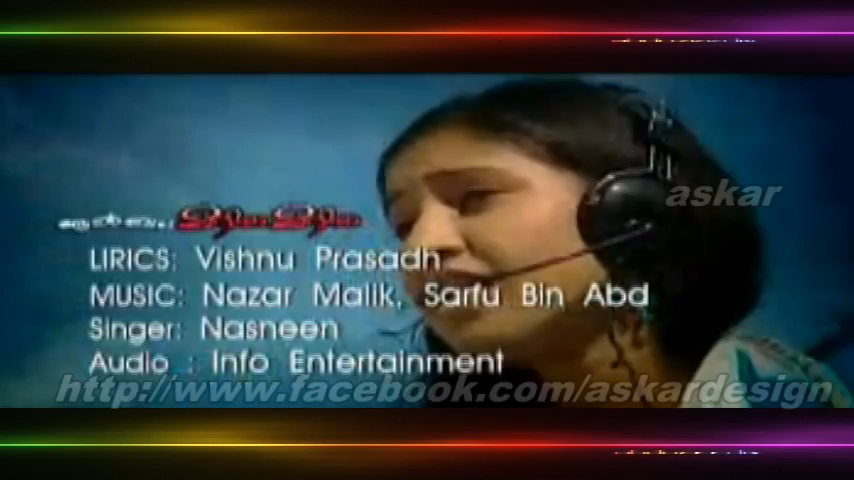 askar
ആൽബം
LIRICS: Vishnu Prasadh
MUSIC: Nazar Malik, Sarfu Bin Abd
Singer: Nasneen
Audio : Info Entertainment
http://www.facebook.com/askardesign